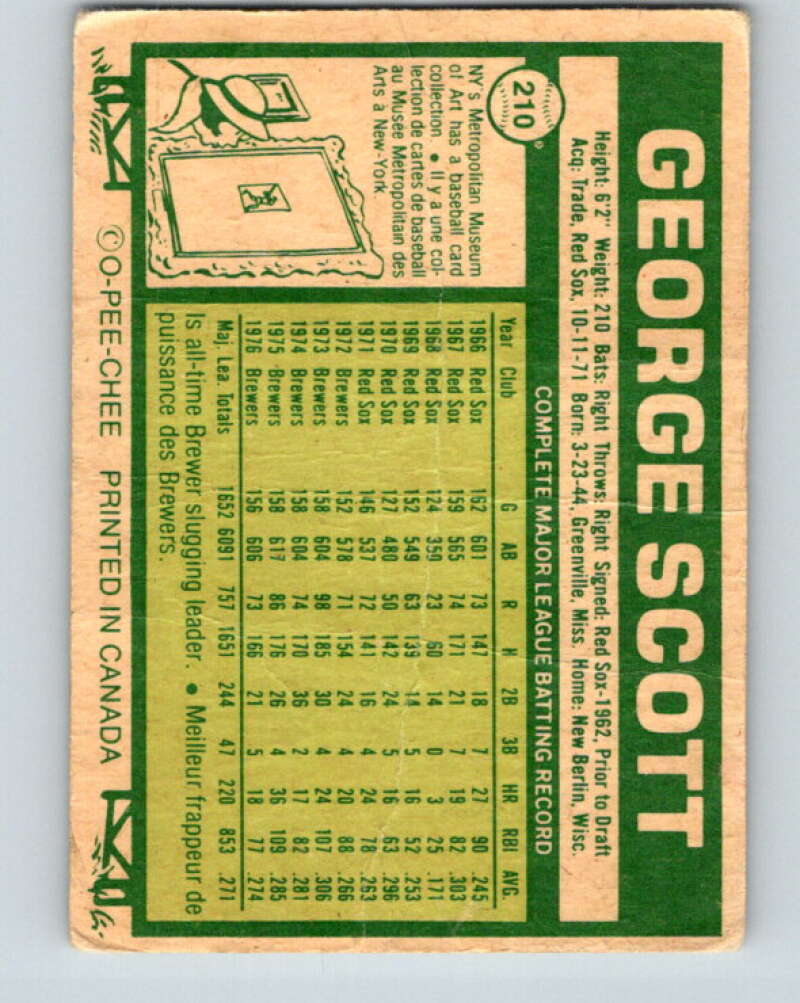 GEORGE SCOTT
210
Height: 6'2" Weight: 210 Bats: Right Throws: Right Signed: Red Sox-1962, Prior to Draft
Acq: Trade, Red Sox, 10-11-71 Born: 3-23-44, Greenville, Miss. Home: New Berlin, Wisc.
NY's Metropolitan Museum
of Art has a baseball card
collection. • Il y a une col-
lection de cartes de baseball
au Musée Metropolitain des
Arts à New-York
COMPLETE MAJOR LEAGUE BATTING RECORD
Year Club G AB R H 2B 3B HR RBI AVG.
1966 Red Sox 162 601 73 147 18 7 27 90 .245
1967 Red Sox 159 565 74 171 21 7 19 82 .303
1968 Red Sox 124 350 23 60 14 0 3 25 .171
1969 Red Sox 152 549 63 139 14 5 16 52 .253
1970 Red Sox 127 480 50 142 24 5 16 63 .296
1971 Red Sox 146 537 72 141 16 4 24 78 .263
1972 Brewers 152 578 71 154 24 4 20 88 .266
1973 Brewers 158 604 98 185 30 4 24 107 .306
1974 Brewers 158 604 74 170 36 2 17 82 .281
1975 Brewers 158 617 86 176 26 4 36 109 .285
1976 Brewers 156 606 73 166 21 5 18 77 .274
Maj. Lea. Totals 1652 6091 757 1651 244 47 220 853 .271
Is all-time Brewer slugging leader. • Meilleur frappeur de
puissance des Brewers.
©O-PEE-CHEE PRINTED IN CANADA